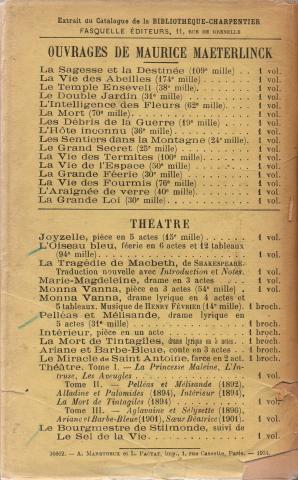 Extrait du Catalogue de la BIBLIOTHÈQUE-CHARPENTIER
FASQUELLE ÉDITEURS, 11, RUE DE GRENELLE
OUVRAGES DE MAURICE MAETERLINCK
La Sagesse et la Destinée (109e mille) . . 1 vol.
La Vie des Abeilles (174e mille) . . . . 1 vol.
Le Temple Enseveli (38e mille) . . . . . 1 vol.
Le Double Jardin (34e mille) . . . . . . 1 vol.
L'Intelligence des Fleurs (62e mille) . . . 1 vol.
La Mort (70e mille) . . . . . . . . . 1 vol.
Les Débris de la Guerre (19e mille) . . . 1 vol.
L'Hôte inconnu (36e mille) . . . . . . . 1 vol.
Les Sentiers dans la Montagne (24e mille) . 1 vol.
Le Grand Secret (25e mille) . . . . . . 1 vol.
La Vie des Termites (100e mille) . . . . 1 vol.
La Vie de l'Espace (50e mille) . . . . . 1 vol.
La Grande Féerie (30e mille) . . . . . . 1 vol.
La Vie des Fourmis (76e mille) . . . . . 1 vol.
L'Araignée de verre (40e mille) . . . . . 1 vol.
La Grande Loi (30e mille) . . . . . . . 1 vol.
THÉATRE
Joyzelle, pièce en 5 actes (15e mille) . . . 1 vol.
L'Oiseau bleu, féerie en 6 actes et 12 tableaux
(94e mille) . . . . . . . . . . . . 1 vol.
La Tragédie de Macbeth, de SHAKESPEARE.
Traduction nouvelle avec Introduction et Notes. 1 vol.
Marie-Magdeleine, drame en 3 actes . . . 1 vol.
Monna Vanna, pièce en 3 actes (54e mille) . 1 vol.
Monna Vanna, drame lyrique en 4 actes et
5 tableaux. Musique de HENRY FÉVRIER (14e mille). 1 broch.
Pelléas et Mélisande, drame lyrique en
5 actes (31e mille) . . . . . . . . . 1 broch.
Intérieur, pièce en un acte . . . . . . 1 broch.
La Mort de Tintagiles, drame lyrique en 5 actes. 1 broch.
Ariane et Barbe-Bleue, conte en 3 actes . 1 broch.
Le Miracle de Saint Antoine, farce en 2 act. 1 broch.
Théâtre. Tome I. — La Princesse Maleine, L'In-
truse, Les Aveugles . . . . . . . . . 1 vol.
Tome II. — Pelléas et Mélisande (1892),
Alladine et Palomides (1894), Intérieur (1894),
La Mort de Tintagiles (1894) . . . . . . 1 vol.
Tome III. — Aglavaine et Sélysette (1896),
Ariane et Barbe-Bleue (1901), Sœur Béatrice (1901). 1 vol.
Le Bourgmestre de Stilmonde, suivi de
Le Sel de la Vie . . . . . . . . . . 1 vol.
A. MARETHEUX et L. PACTAT, imp., 1, rue Cassette, Paris. — 1934.